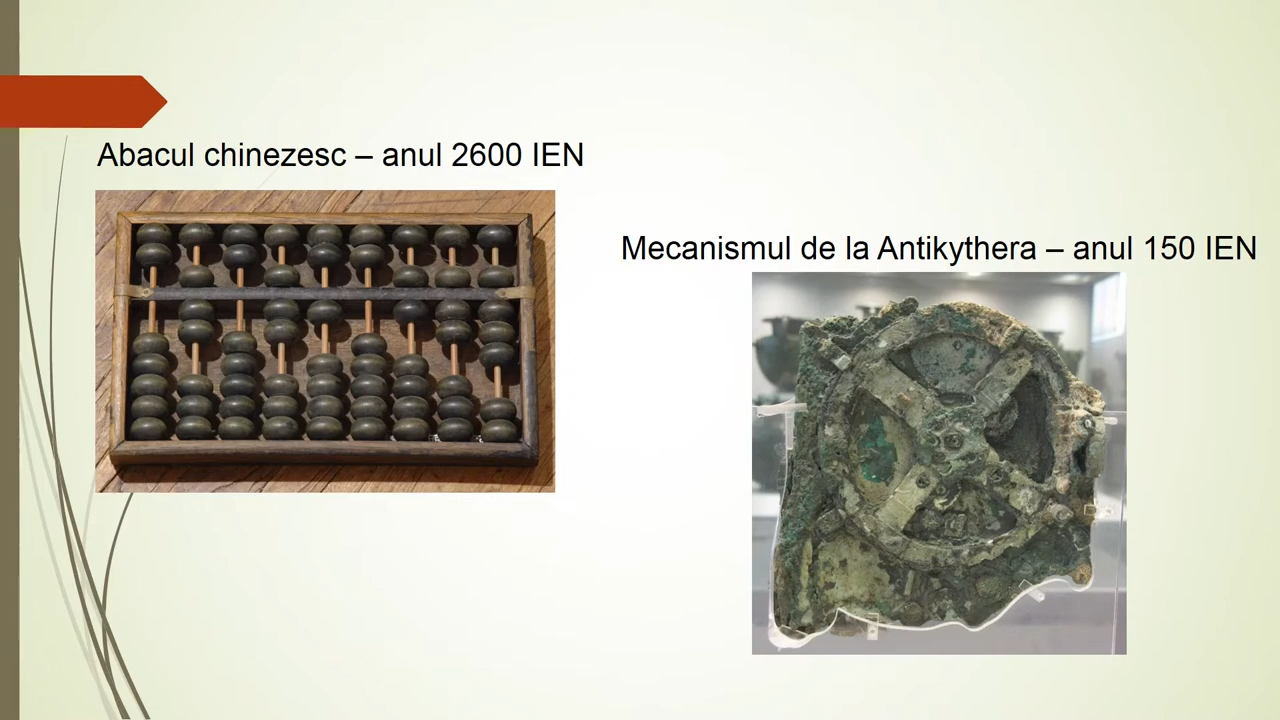 Abacul chinezesc – anul 2600 IEN
Mecanismul de la Antikythera – anul 150 IEN